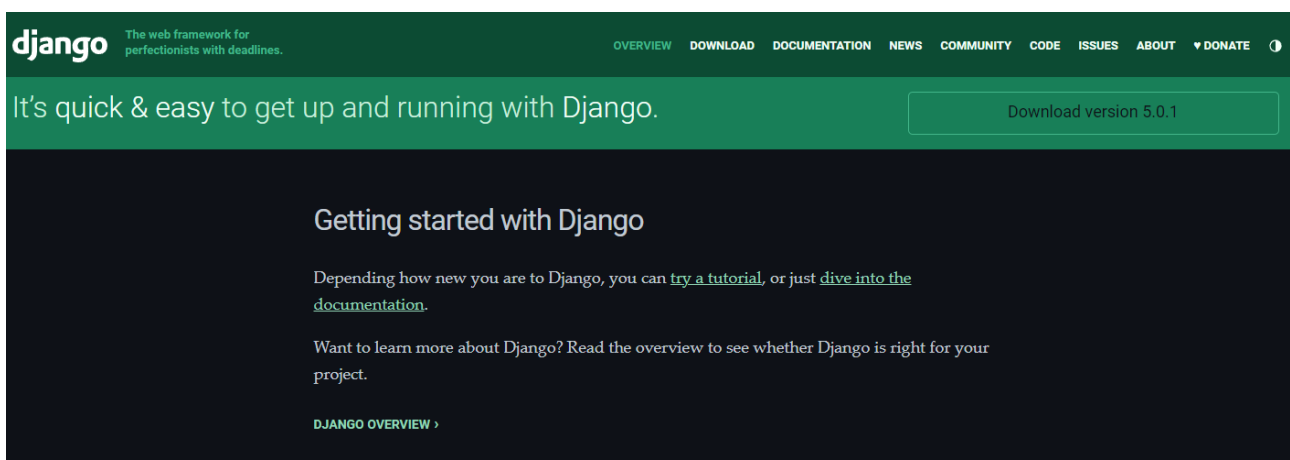 django
The web framework for
perfectionists with deadlines.
OVERVIEW DOWNLOAD DOCUMENTATION NEWS COMMUNITY CODE ISSUES ABOUT ♥ DONATE
It's quick & easy to get up and running with Django.
Download version 5.0.1
Getting started with Django
Depending how new you are to Django, you can try a tutorial, or just dive into the
documentation.
Want to learn more about Django? Read the overview to see whether Django is right for your
project.
DJANGO OVERVIEW ›